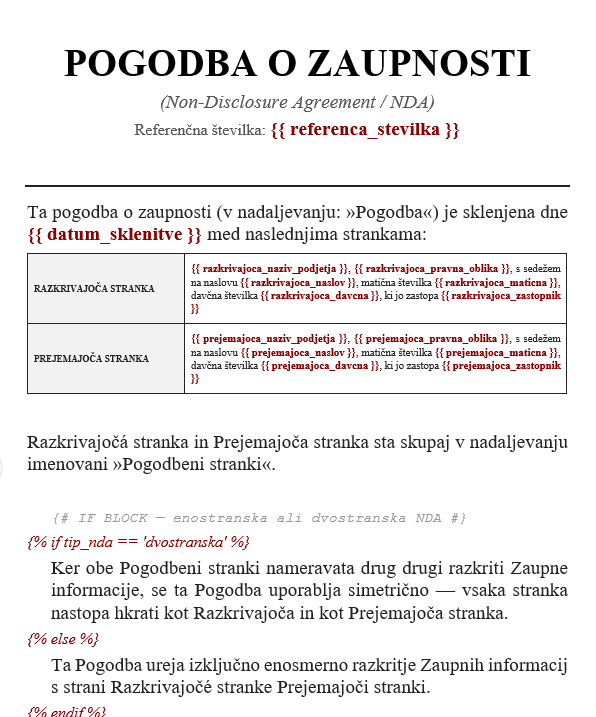 POGODBA O ZAUPNOSTI
(Non-Disclosure Agreement / NDA)
Referenčna številka: {{ referenca_stevilka }}
Ta pogodba o zaupnosti (v nadaljevanju: »Pogodba«) je sklenjena dne
{{ datum_sklenitve }} med naslednjima strankama:
RAZKRIVAJOČA STRANKA
{{ razkrivajoca_naziv_podjetja }}, {{ razkrivajoca_pravna_oblika }}, s sedežem
na naslovu {{ razkrivajoca_naslov }}, matična številka {{ razkrivajoca_maticna }},
davčna številka {{ razkrivajoca_davcna }}, ki jo zastopa {{ razkrivajoca_zastopnik
}}
PREJEMAJOČA STRANKA
{{ prejemajoca_naziv_podjetja }}, {{ prejemajoca_pravna_oblika }}, s sedežem
na naslovu {{ prejemajoca_naslov }}, matična številka {{ prejemajoca_maticna }},
davčna številka {{ prejemajoca_davcna }}, ki jo zastopa {{ prejemajoca_zastopnik
}}
Razkrivajočá stranka in Prejemajoča stranka sta skupaj v nadaljevanju
imenovani »Pogodbeni stranki«.
{# IF BLOCK — enostranska ali dvostranska NDA #}
{% if tip_nda == 'dvostranska' %}
Ker obe Pogodbeni stranki nameravata drug drugi razkriti Zaupne
informacije, se ta Pogodba uporablja simetrično — vsaka stranka
nastopa hkrati kot Razkrivajoča in kot Prejemajoča stranka.
{% else %}
Ta Pogodba ureja izključno enosmerno razkritje Zaupnih informacij
s strani Razkrivajočé stranke Prejemajoči stranki.
{% endif %}